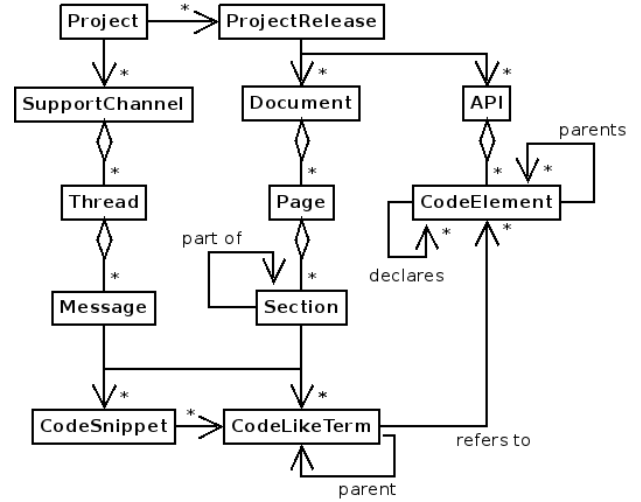 Project * ProjectRelease
* * *
SupportChannel Document API
parents
* * * *
Thread Page CodeElement
part of * *
declares
* *
Message Section
* *
CodeSnippet * CodeLikeTerm
refers to
parent